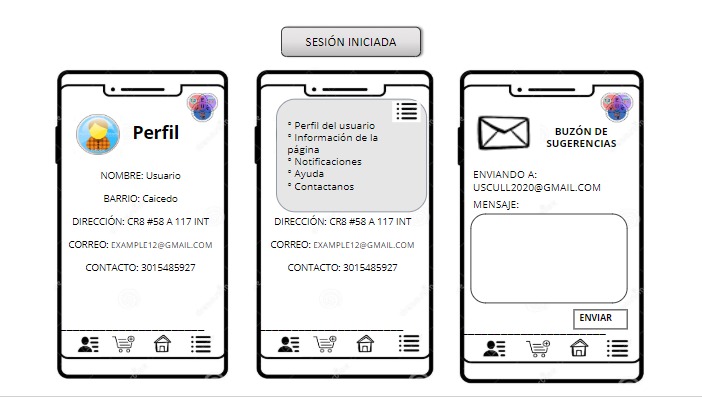 SESIÓN INICIADA
Perfil
NOMBRE: Usuario
BARRIO: Caicedo
DIRECCIÓN: CR8 #58 A 117 INT
CORREO: EXAMPLE12@GMAIL.COM
CONTACTO: 3015485927
° Perfil del usuario
° Información de la
página
° Notificaciones
° Ayuda
° Contactanos
DIRECCIÓN: CR8 #58 A 117 INT
CORREO: EXAMPLE12@GMAIL.COM
CONTACTO: 3015485927
BUZÓN DE
SUGERENCIAS
ENVIANDO A:
USCULL2020@GMAIL.COM
MENSAJE:
ENVIAR